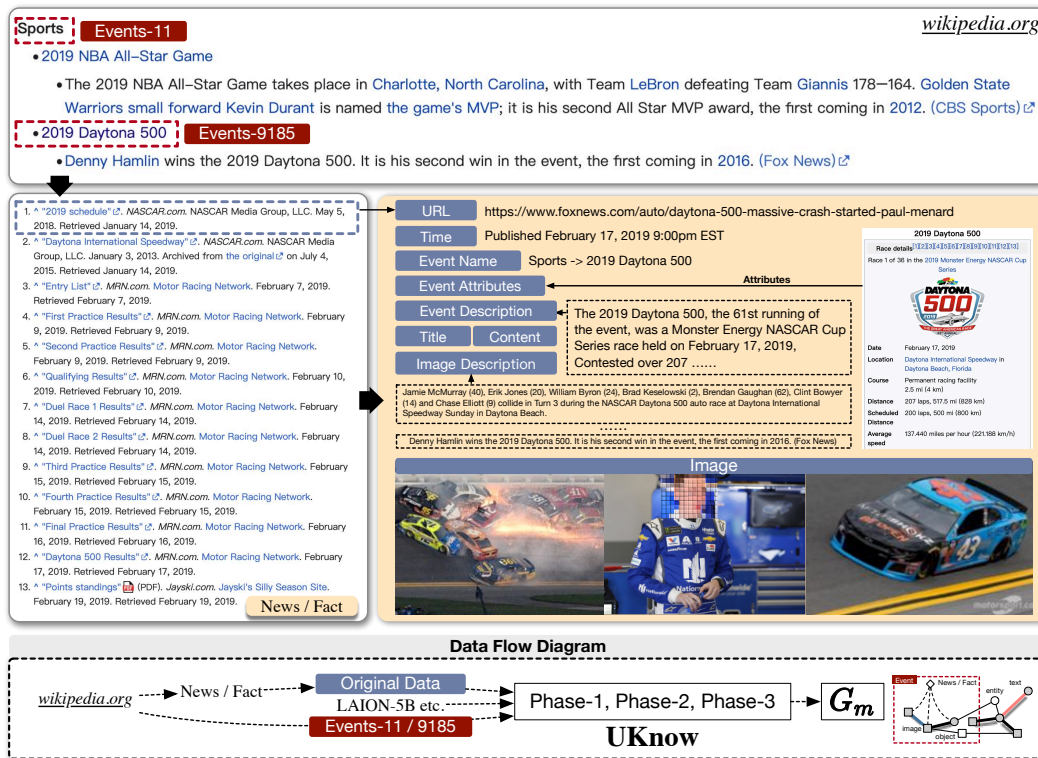 Sports Events-11 wikipedia.org
• 2019 NBA All–Star Game
• The 2019 NBA All-Star Game takes place in Charlotte, North Carolina, with Team LeBron defeating Team Giannis 178–164. Golden State
Warriors small forward Kevin Durant is named the game's MVP; it is his second All Star MVP award, the first coming in 2012. (CBS Sports)
• 2019 Daytona 500 Events-9185
• Denny Hamlin wins the 2019 Daytona 500. It is his second win in the event, the first coming in 2016. (Fox News)
1. ^ "2019 schedule". NASCAR.com. NASCAR Media Group, LLC. May 5,
2018. Retrieved January 14, 2019.
2. ^ "Daytona International Speedway". NASCAR.com. NASCAR Media
Group, LLC. January 3, 2013. Archived from the original on July 4,
2015. Retrieved January 14, 2019.
3. ^ "Entry List". MRN.com. Motor Racing Network. February 7, 2019.
Retrieved February 7, 2019.
4. ^ "First Practice Results". MRN.com. Motor Racing Network. February
9, 2019. Retrieved February 9, 2019.
5. ^ "Second Practice Results". MRN.com. Motor Racing Network.
February 9, 2019. Retrieved February 9, 2019.
6. ^ "Qualifying Results". MRN.com. Motor Racing Network. February 10,
2019. Retrieved February 10, 2019.
7. ^ "Duel Race 1 Results". MRN.com. Motor Racing Network. February
14, 2019. Retrieved February 14, 2019.
8. ^ "Duel Race 2 Results". MRN.com. Motor Racing Network. February
14, 2019. Retrieved February 14, 2019.
9. ^ "Third Practice Results". MRN.com. Motor Racing Network. February
15, 2019. Retrieved February 15, 2019.
10. ^ "Fourth Practice Results". MRN.com. Motor Racing Network.
February 15, 2019. Retrieved February 15, 2019.
11. ^ "Final Practice Results". MRN.com. Motor Racing Network. February
16, 2019. Retrieved February 16, 2019.
12. ^ "Daytona 500 Results". MRN.com. Motor Racing Network. February
17, 2019. Retrieved February 17, 2019.
13. ^ "Points standings" (PDF). Jayski.com. Jayski's Silly Season Site.
February 19, 2019. Retrieved February 19, 2019.
News / Fact
URL https://www.foxnews.com/auto/daytona-500-massive-crash-started-paul-menard
Time Published February 17, 2019 9:00pm EST
Event Name Sports -> 2019 Daytona 500
Event Attributes Attributes
Event Description
Title Content
Image Description
The 2019 Daytona 500, the 61st running of
the event, was a Monster Energy NASCAR Cup
Series race held on February 17, 2019,
Contested over 207 ......
Jamie McMurray (40), Erik Jones (20), William Byron (24), Brad Keselowski (2), Brendan Gaughan (62), Clint Bowyer
(14) and Chase Elliott (9) collide in Turn 3 during the NASCAR Daytona 500 auto race at Daytona International
Speedway Sunday in Daytona Beach.
......
Denny Hamlin wins the 2019 Daytona 500. It is his second win in the event, the first coming in 2016. (Fox News)
2019 Daytona 500
Race details[1][2][3][4][5][6][7][8][9][10][11][12][13]
Race 1 of 36 in the 2019 Monster Energy NASCAR Cup
Series
DAYTONA
500
2019
Date February 17, 2019
Location Daytona International Speedway in
Daytona Beach, Florida
Course Permanent racing facility
2.5 mi (4 km)
Distance 207 laps, 517.5 mi (828 km)
Scheduled 200 laps, 500 mi (800 km)
Distance
Average 137.440 miles per hour (221.188 km/h)
speed
Image
Nationwide
43
Data Flow Diagram
wikipedia.org News / Fact Original Data
LAION-5B etc.
Events-11 / 9185
Phase-1, Phase-2, Phase-3
UKnow
Gm
Event
News / Fact
text
entity
image
object